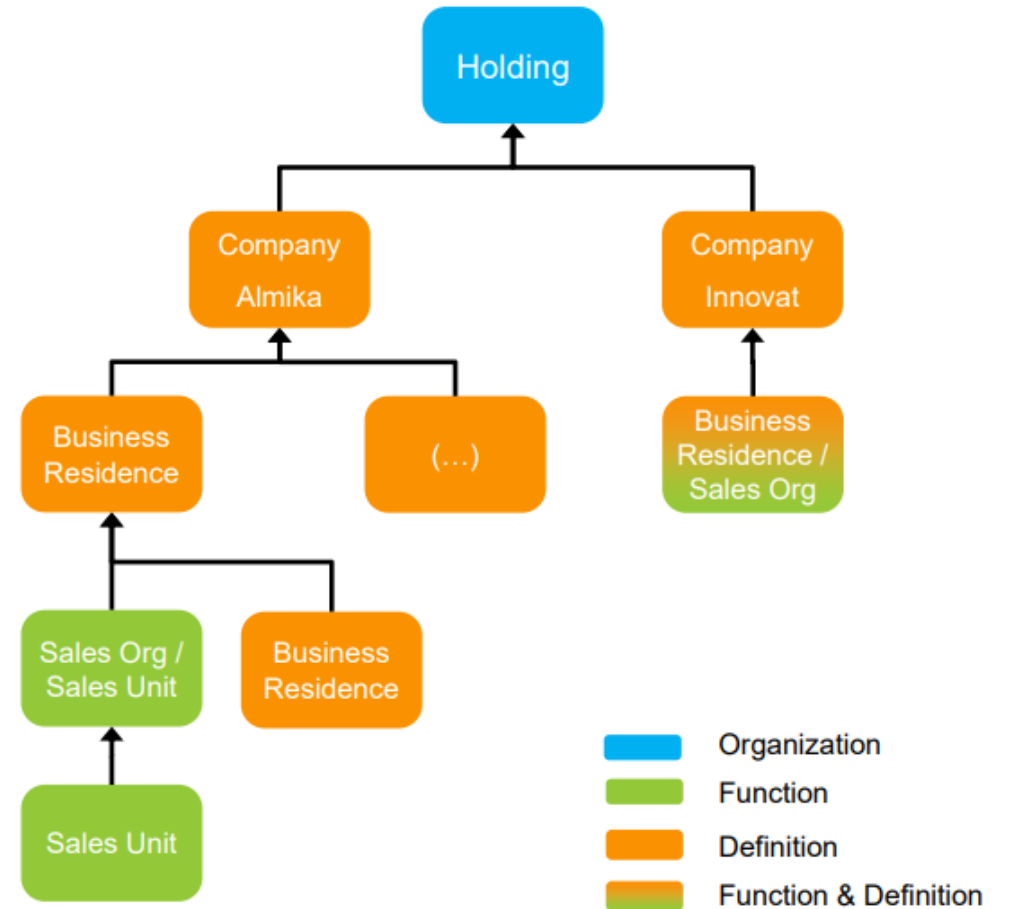 Holding
Company
Almika
Company
Innovat
Business
Residence
(...)
Business
Residence /
Sales Org
Sales Org /
Sales Unit
Business
Residence
Sales Unit
Organization
Function
Definition
Function & Definition